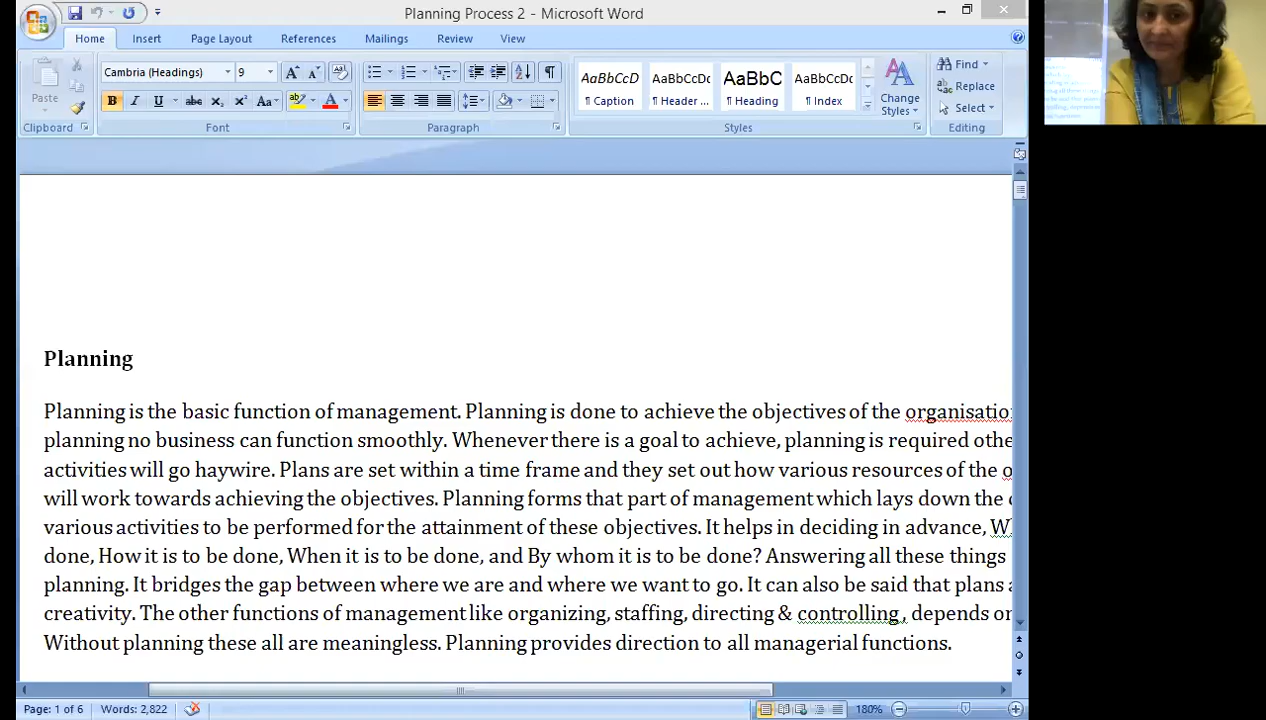 Planning Process 2 - Microsoft Word
Home Insert Page Layout References Mailings Review View
Cambria (Headings) 9
AaBbCcD AaBbCcDc AaBbC AaBbCcDc
Find
Replace
Select
Paste
B I U abc X₂ X² Aa ab A
¶ Caption ¶ Header ... ¶ Heading ¶ Index
Change
Styles
Clipboard Font Paragraph Styles Editing
Planning
Planning is the basic function of management. Planning is done to achieve the objectives of the organisatio
planning no business can function smoothly. Whenever there is a goal to achieve, planning is required othe
activities will go haywire. Plans are set within a time frame and they set out how various resources of the o
will work towards achieving the objectives. Planning forms that part of management which lays down the
various activities to be performed for the attainment of these objectives. It helps in deciding in advance, W
done, How it is to be done, When it is to be done, and By whom it is to be done? Answering all these things
planning. It bridges the gap between where we are and where we want to go. It can also be said that plans a
creativity. The other functions of management like organizing, staffing, directing & controlling , depends on
Without planning these all are meaningless. Planning provides direction to all managerial functions.
Page: 1 of 6 Words: 2,822 180%